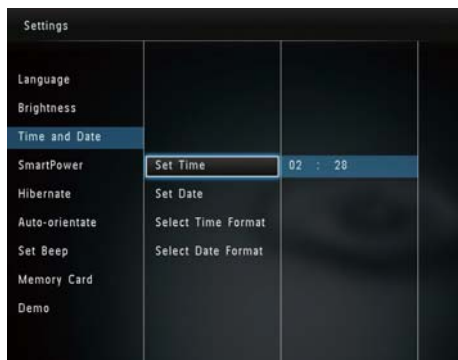 Settings
Language
Brightness
Time and Date
SmartPower
Hibernate
Auto-orientate
Set Beep
Memory Card
Demo
Set Time
Set Date
Select Time Format
Select Date Format
02 : 28